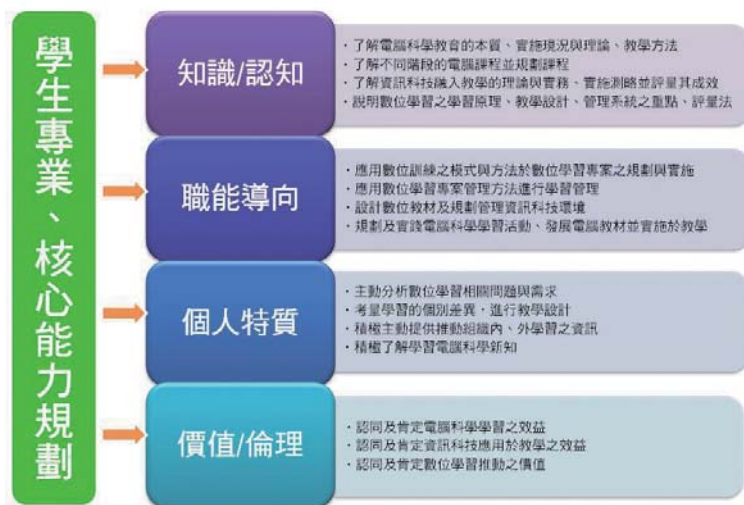 學生專業、核心能力規劃
知識/認知
・了解電腦科學教育的本質、實施現況與理論、教學方法
・了解不同階段的電腦課程並規劃課程
・了解資訊科技融入教學的理論與實務、實施測略並評量其成效
・說明數位學習之學習原理、教學設計、管理系統之重點、評量法
職能導向
・應用數位訓練之模式與方法於數位學習專案之規劃與實施
・應用數位學習專案管理方法進行學習管理
・設計數位教材及規劃管理資訊科技環境
・規劃及實踐電腦科學學習活動、發展電腦教材並實施於教學
個人特質
・主動分析數位學習相關問題與需求
・考量學習的個別差異，進行教學設計
・積極主動提供推動組織內、外學習之資訊
・積極了解學習電腦科學新知
價值/倫理
・認同及肯定電腦科學學習之效益
・認同及肯定資訊科技應用於教學之效益
・認同及肯定數位學習推動之價值